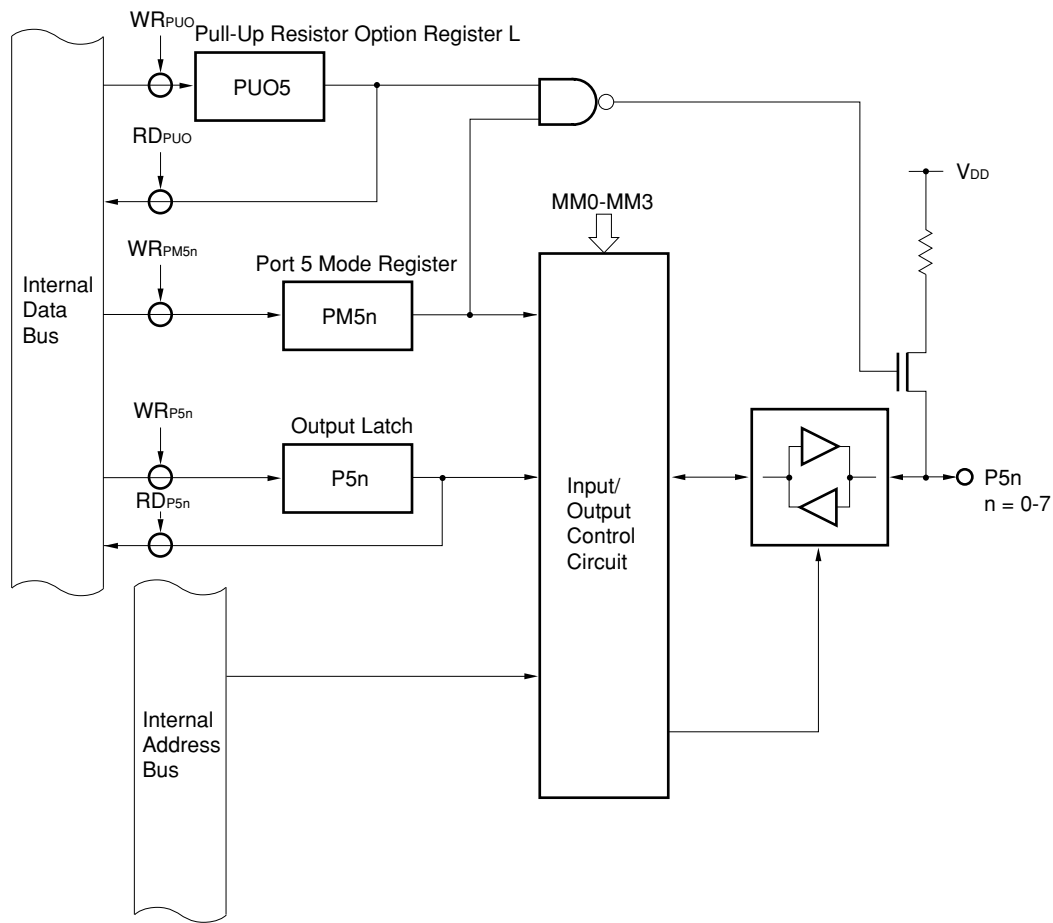 WRPUO
Pull-Up Resistor Option Register L
PUO5
RDPUO
VDD
MM0-MM3
WRPM5n
Port 5 Mode Register
Internal
Data
Bus
PM5n
WRP5n
Output Latch
P5n
RDP5n
Input/
Output
Control
Circuit
P5n
n = 0-7
Internal
Address
Bus